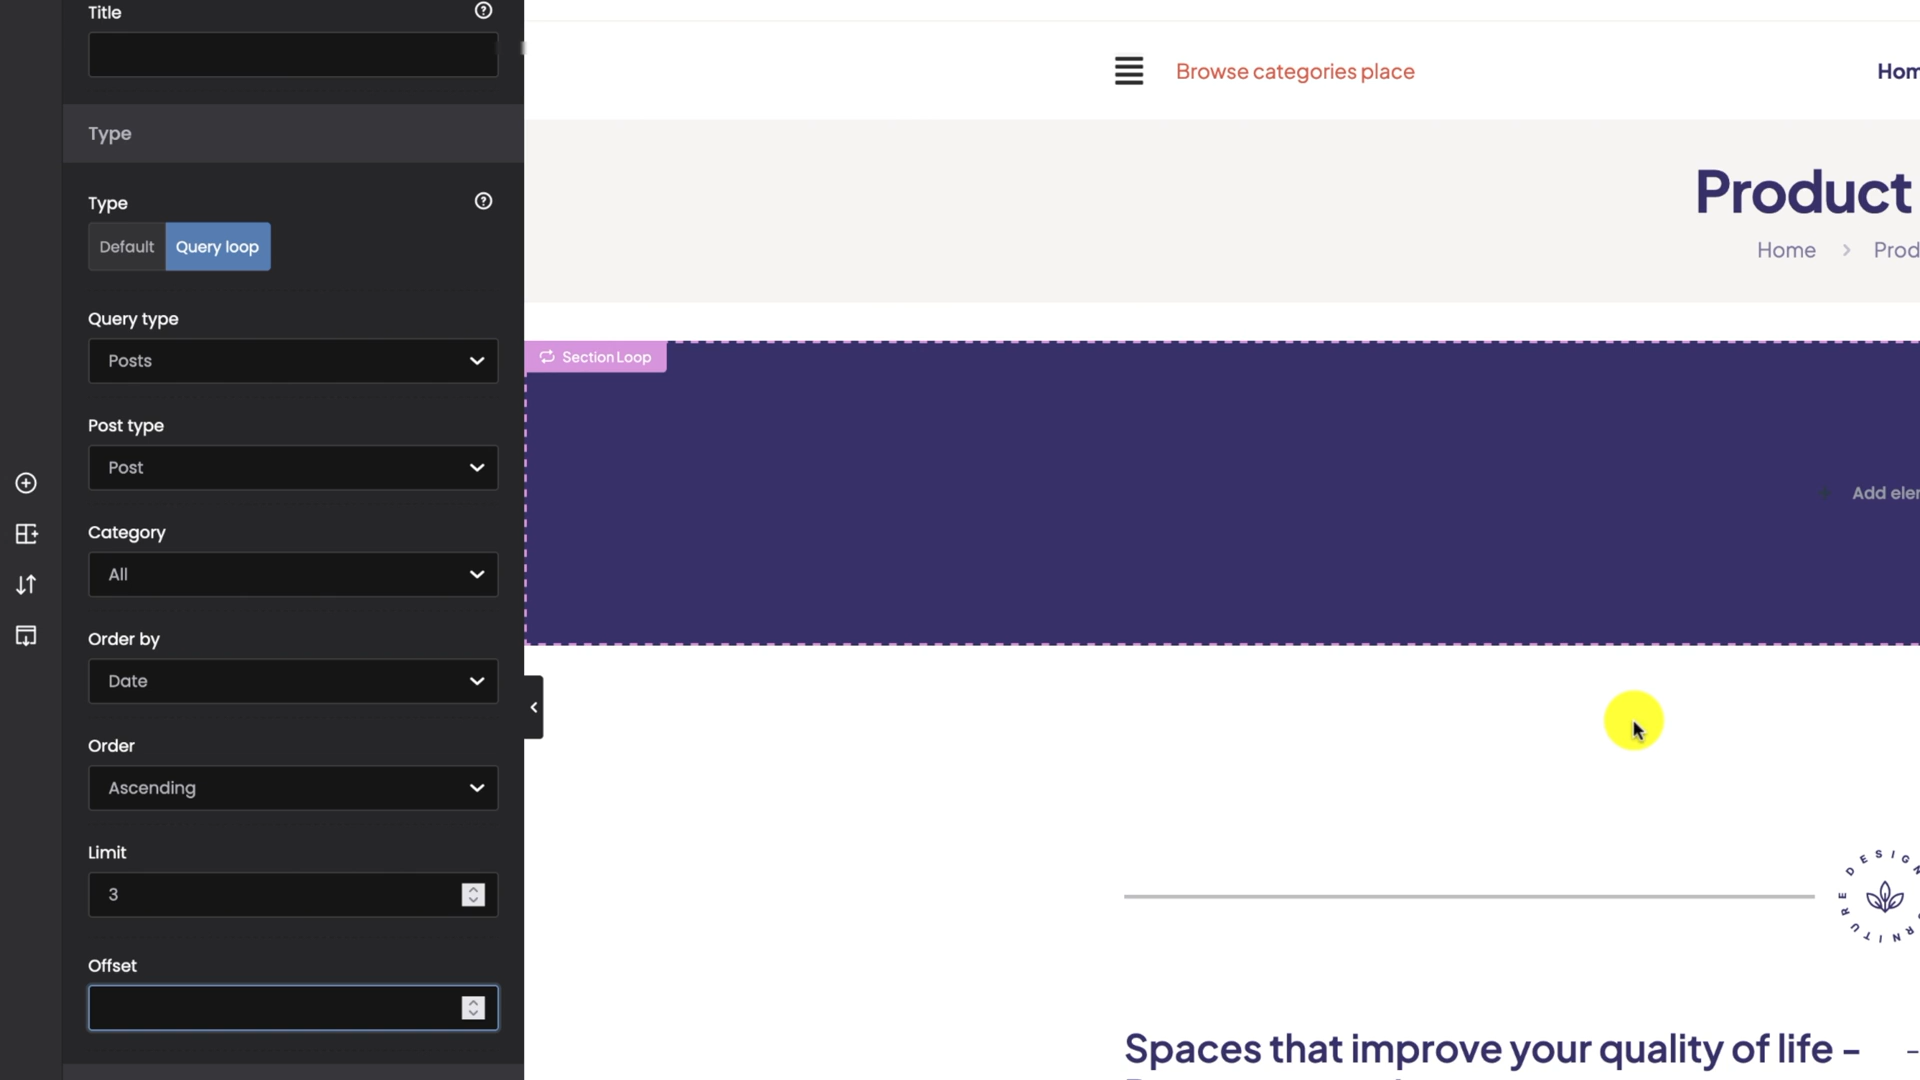 Title
Type
Type
Default
Query loop
Query type
Posts
Post type
Post
Category
All
Order by
Date
Order
Ascending
Limit
3
Offset
Browse categories place
Hom
Product
Home > Prod
Section Loop
Add elem
Spaces that improve your quality of life –